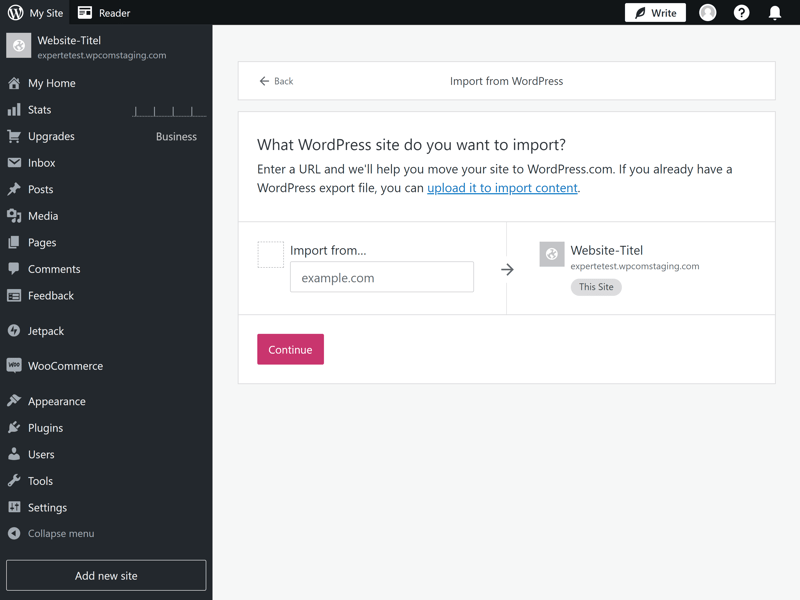 My Site
Reader
Write
Website-Titel
expertetest.wpcomstaging.com
My Home
Stats
Upgrades Business
Inbox
Posts
Media
Pages
Comments
Feedback
Jetpack
WooCommerce
Appearance
Plugins
Users
Tools
Settings
Collapse menu
Add new site
Back
Import from WordPress
What WordPress site do you want to import?
Enter a URL and we'll help you move your site to WordPress.com. If you already have a
WordPress export file, you can upload it to import content.
Import from...
example.com
Website-Titel
expertetest.wpcomstaging.com
This Site
Continue